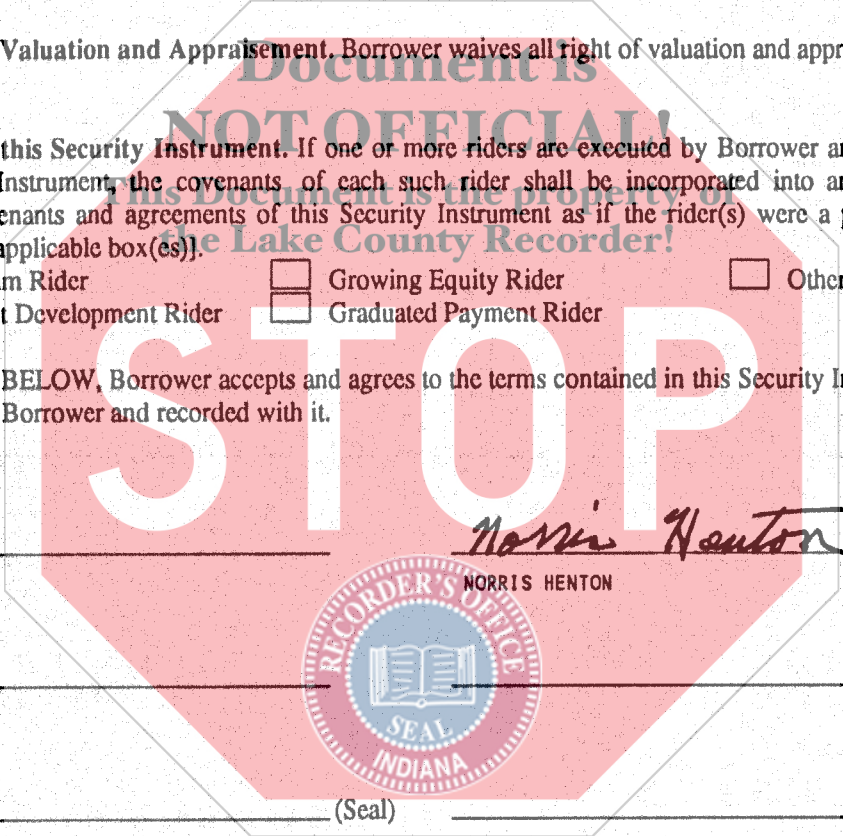 Valuation and Appraisement. Borrower waives all right of valuation and appr
Document is
NOT OFFICIAL!
this Security Instrument. If one or more riders are executed by Borrower a
Instrument, the covenants of each such rider shall be incorporated into a
This Document is the property of
enants and agreements of this Security Instrument as if the rider(s) were a
the Lake County Recorder!
applicable box(es)].
m Rider Growing Equity Rider Other
t Development Rider Graduated Payment Rider
STOP
BELOW, Borrower accepts and agrees to the terms contained in this Security I
Borrower and recorded with it.
Norris Henton
NORRIS HENTON
RECORDER'S OFFICE
SEAL
INDIANA
(Seal)